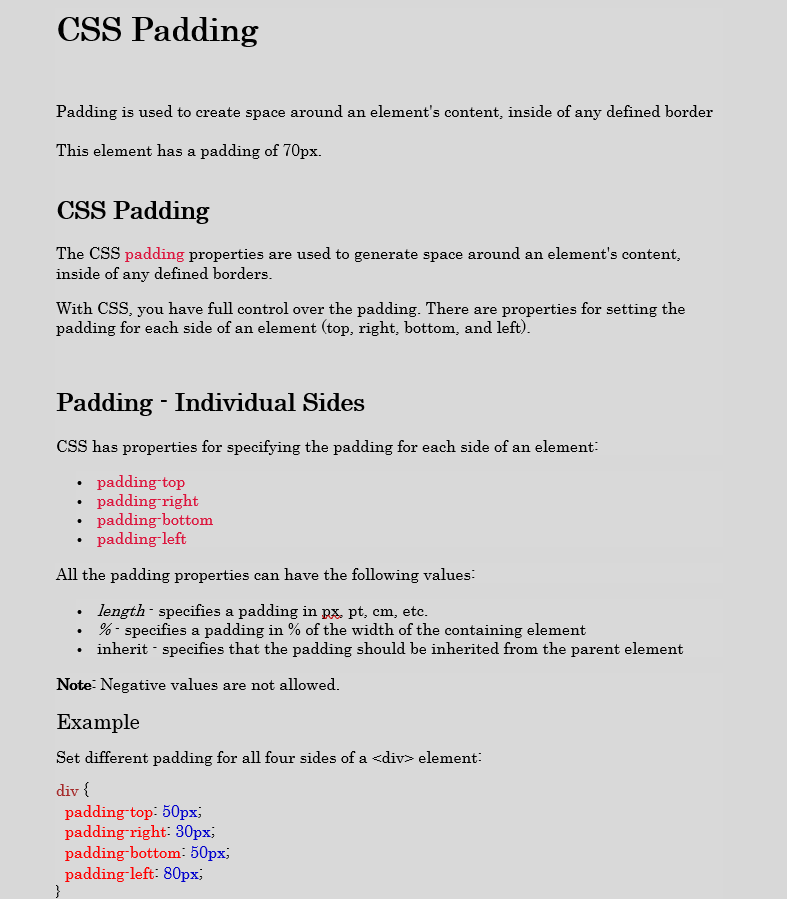 CSS Padding
Padding is used to create space around an element's content, inside of any defined border
This element has a padding of 70px.
CSS Padding
The CSS padding properties are used to generate space around an element's content,
inside of any defined borders.
With CSS, you have full control over the padding. There are properties for setting the
padding for each side of an element (top, right, bottom, and left).
Padding - Individual Sides
CSS has properties for specifying the padding for each side of an element:
• padding-top
• padding-right
• padding-bottom
• padding-left
All the padding properties can have the following values:
• length - specifies a padding in px, pt, cm, etc.
• % - specifies a padding in % of the width of the containing element
• inherit - specifies that the padding should be inherited from the parent element
Note: Negative values are not allowed.
Example
Set different padding for all four sides of a <div> element:
div {
padding-top: 50px;
padding-right: 30px;
padding-bottom: 50px;
padding-left: 80px;
}